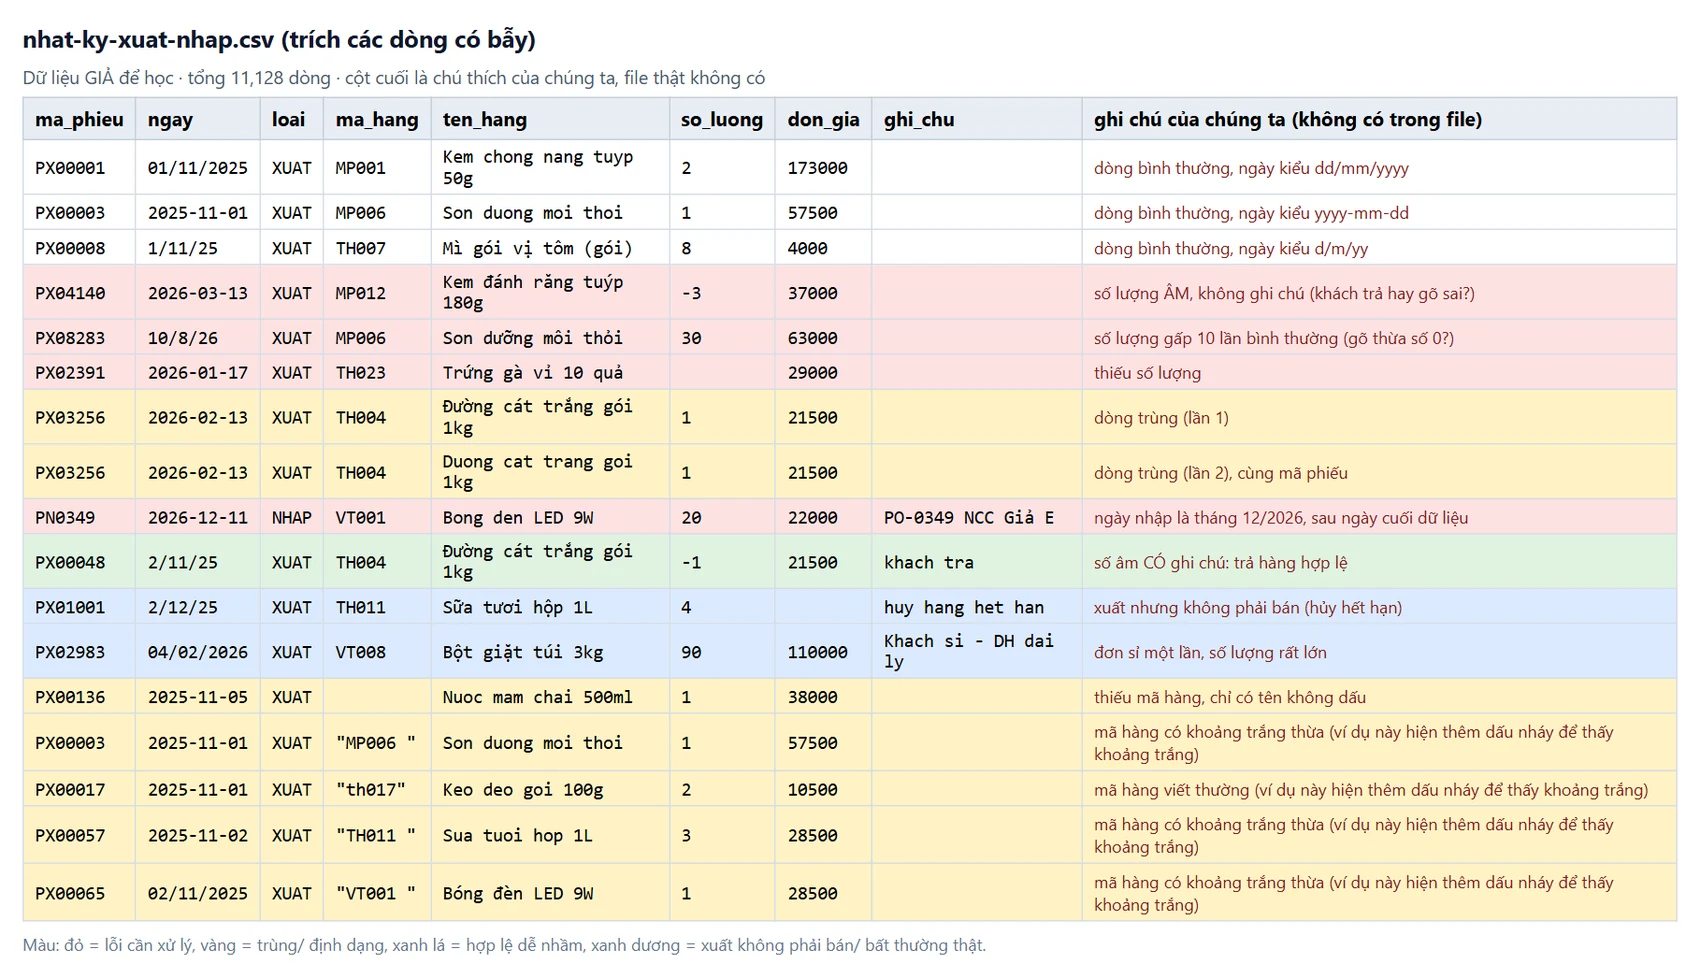 nhat-ky-xuat-nhap.csv (trích các dòng có bẫy)
Dữ liệu GIẢ để học · tổng 11,128 dòng · cột cuối là chú thích của chúng ta, file thật không có
ma_phieu ngay loai ma_hang ten_hang so_luong don_gia ghi_chu ghi chú của chúng ta (không có trong file)
PX00001 01/11/2025 XUAT MP001 Kem chong nang tuyp 50g 2 173000 dòng bình thường, ngày kiểu dd/mm/yyyy
PX00003 2025-11-01 XUAT MP006 Son duong moi thoi 1 57500 dòng bình thường, ngày kiểu yyyy-mm-dd
PX00008 1/11/25 XUAT TH007 Mì gói vị tôm (gói) 8 4000 dòng bình thường, ngày kiểu d/m/yy
PX04140 2026-03-13 XUAT MP012 Kem đánh răng tuýp 180g -3 37000 số lượng ÂM, không ghi chú (khách trả hay gõ sai?)
PX08283 10/8/26 XUAT MP006 Son dưỡng môi thỏi 30 63000 số lượng gấp 10 lần bình thường (gõ thừa số 0?)
PX02391 2026-01-17 XUAT TH023 Trứng gà vỉ 10 quả 29000 thiếu số lượng
PX03256 2026-02-13 XUAT TH004 Đường cát trắng gói 1kg 1 21500 dòng trùng (lần 1)
PX03256 2026-02-13 XUAT TH004 Duong cat trang goi 1kg 1 21500 dòng trùng (lần 2), cùng mã phiếu
PN0349 2026-12-11 NHAP VT001 Bong den LED 9W 20 22000 PO-0349 NCC Giả E ngày nhập là tháng 12/2026, sau ngày cuối dữ liệu
PX00048 2/11/25 XUAT TH004 Đường cát trắng gói 1kg -1 21500 khach tra số âm CÓ ghi chú: trả hàng hợp lệ
PX01001 2/12/25 XUAT TH011 Sữa tươi hộp 1L 4 huy hang het han xuất nhưng không phải bán (hủy hết hạn)
PX02983 04/02/2026 XUAT VT008 Bột giặt túi 3kg 90 110000 Khach si - DH dai ly đơn sỉ một lần, số lượng rất lớn
PX00136 2025-11-05 XUAT Nuoc mam chai 500ml 1 38000 thiếu mã hàng, chỉ có tên không dấu
PX00003 2025-11-01 XUAT "MP006 " Son duong moi thoi 1 57500 mã hàng có khoảng trắng thừa (ví dụ này hiện thêm dấu nháy để thấy khoảng trắng)
PX00017 2025-11-01 XUAT "th017" Keo deo goi 100g 2 10500 mã hàng viết thường (ví dụ này hiện thêm dấu nháy để thấy khoảng trắng)
PX00057 2025-11-02 XUAT "TH011 " Sua tuoi hop 1L 3 28500 mã hàng có khoảng trắng thừa (ví dụ này hiện thêm dấu nháy để thấy khoảng trắng)
PX00065 02/11/2025 XUAT "VT001 " Bóng đèn LED 9W 1 28500 mã hàng có khoảng trắng thừa (ví dụ này hiện thêm dấu nháy để thấy khoảng trắng)
Màu: đỏ = lỗi cần xử lý, vàng = trùng/ định dạng, xanh lá = hợp lệ dễ nhầm, xanh dương = xuất không phải bán/ bất thường thật.